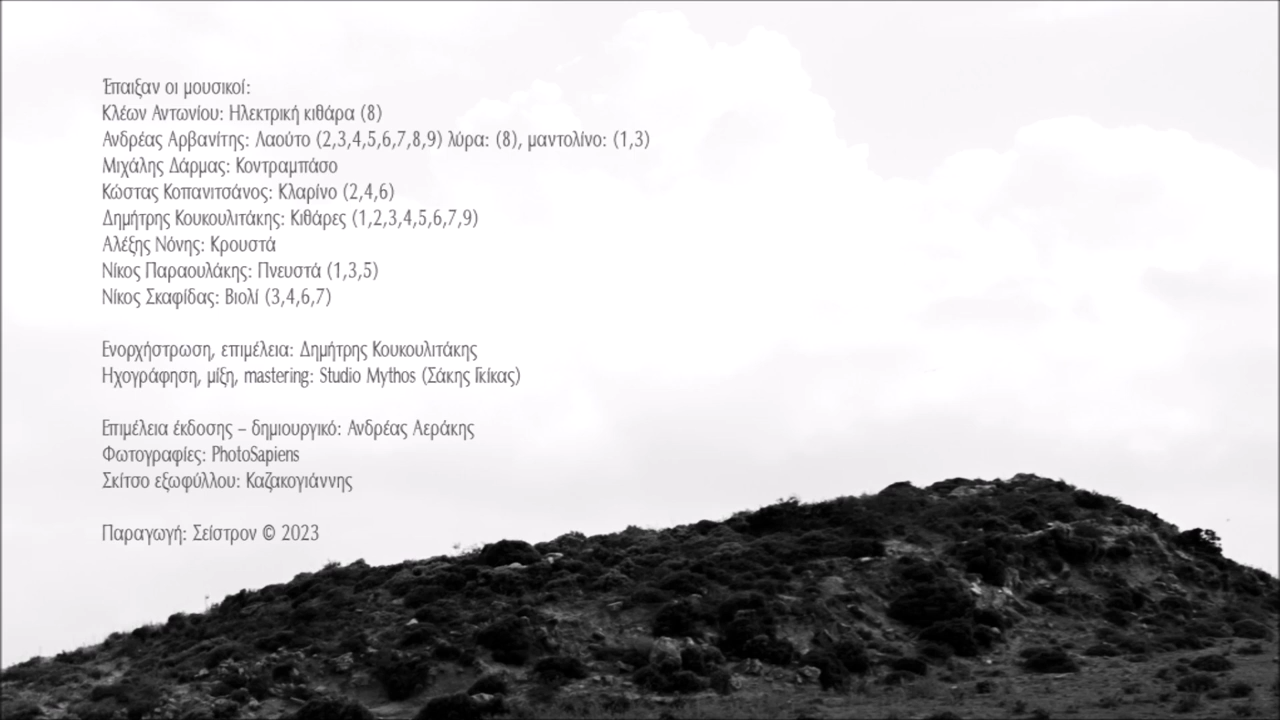 Έπαιξαν οι μουσικοί:
Κλέων Αντωνίου: Ηλεκτρική κιθάρα (8)
Ανδρέας Αρβανίτης: Λαούτο (2,3,4,5,6,7,8,9) λύρα: (8), μαντολίνο: (1,3)
Μιχάλης Δάρμας: Κοντραμπάσο
Κώστας Κοπανιτσάνος: Κλαρίνο (2,4,6)
Δημήτρης Κουκουλιτάκης: Κιθάρες (1,2,3,4,5,6,7,9)
Αλέξης Νόνης: Κρουστά
Νίκος Παραουλάκης: Πνευστά (1,3,5)
Νίκος Σκαφίδας: Βιολί (3,4,6,7)
Ενορχήστρωση, επιμέλεια: Δημήτρης Κουκουλιτάκης
Ηχογράφηση, μίξη, mastering: Studio Mythos (Σάκης Γκίκας)
Επιμέλεια έκδοσης – δημιουργικό: Ανδρέας Αεράκης
Φωτογραφίες: PhotoSapiens
Σκίτσο εξωφύλλου: Καζακογιάννης
Παραγωγή: Σείστρον © 2023